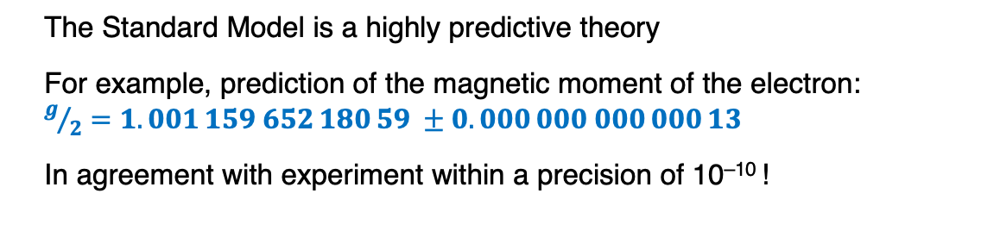 The Standard Model is a highly predictive theory
For example, prediction of the magnetic moment of the electron:
g/2 = 1.001 159 652 180 59 ± 0.000 000 000 000 13
In agreement with experiment within a precision of 10⁻¹⁰ !